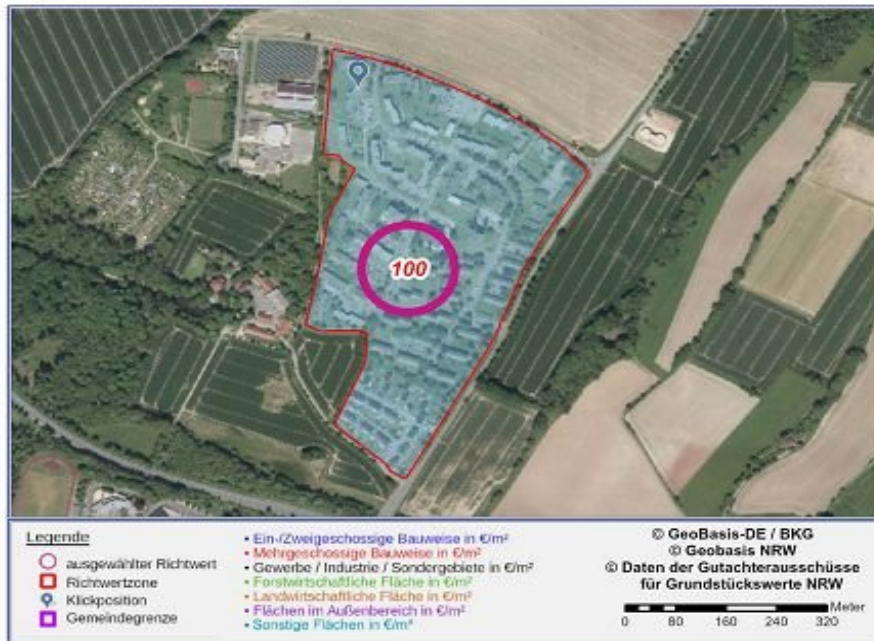 100
Legende
ausgewählter Richtwert
Richtwertzone
Klickposition
Gemeindegrenze
• Ein-/Zweigeschossige Bauweise in €/m²
• Mehrgeschossige Bauweise in €/m²
• Gewerbe / Industrie / Sondergebiete in €/m²
• Forstwirtschaftliche Fläche in €/m²
• Landwirtschaftliche Fläche in €/m²
• Flächen im Außenbereich in €/m²
• Sonstige Flächen in €/m²
© GeoBasis-DE / BKG
© Geobasis NRW
© Daten der Gutachterausschüsse
für Grundstückswerte NRW
Meter
0 80 160 240 320